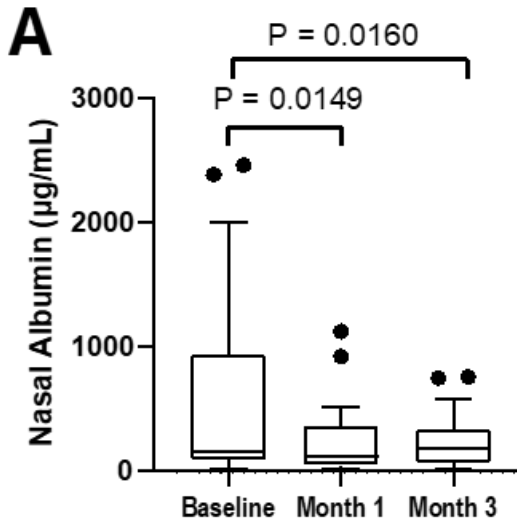 A
P = 0.0160
P = 0.0149
Nasal Albumin (µg/mL)
3000
2000
1000
0
Baseline Month 1 Month 3